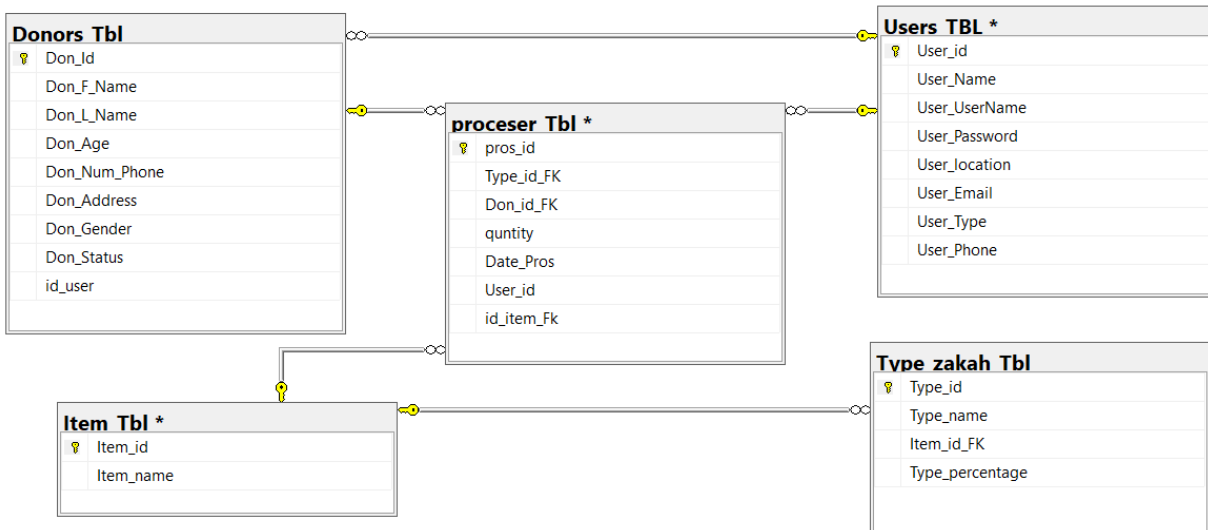 Donors_Tbl
Don_Id
Don_F_Name
Don_L_Name
Don_Age
Don_Num_Phone
Don_Address
Don_Gender
Don_Status
id_user
proceser_Tbl *
pros_id
Type_id_FK
Don_id_FK
quntity
Date_Pros
User_id
id_item_Fk
Users_TBL *
User_id
User_Name
User_UserName
User_Password
User_location
User_Email
User_Type
User_Phone
Item_Tbl *
Item_id
Item_name
Type_zakah_Tbl
Type_id
Type_name
Item_id_FK
Type_percentage